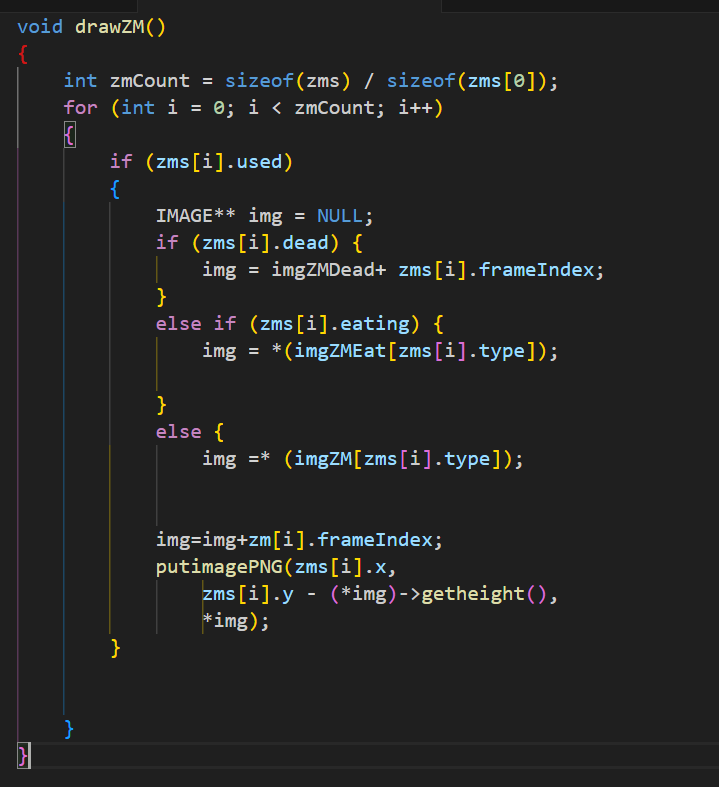 void drawZM()
{
    int zmCount = sizeof(zms) / sizeof(zms[0]);
    for (int i = 0; i < zmCount; i++)
    {
        if (zms[i].used)
        {
            IMAGE** img = NULL;
            if (zms[i].dead) {
                img = imgZMDead+ zms[i].frameIndex;
            }
            else if (zms[i].eating) {
                img = *(imgZMEat[zms[i].type]);
            }
            else {
                img =* (imgZM[zms[i].type]);
            img=img+zm[i].frameIndex;
            putimagePNG(zms[i].x,
                zms[i].y - (*img)->getheight(),
                *img);
        }
    }
}